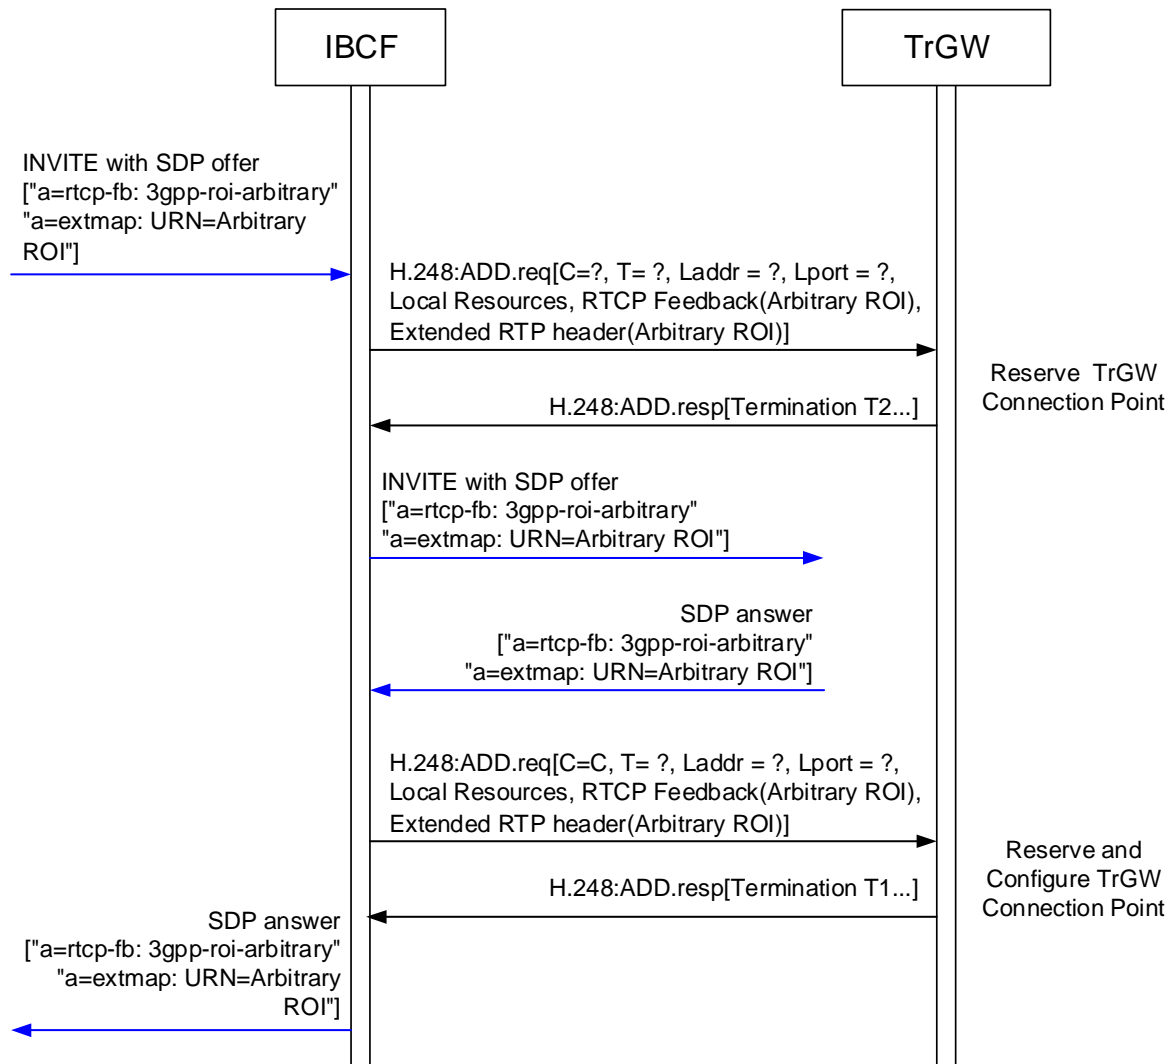 IBCF
TrGW
INVITE with SDP offer
["a=rtcp-fb: 3gpp-roi-arbitrary"
"a=extmap: URN=Arbitrary
ROI"]
H.248:ADD.req[C=?, T= ?, Laddr = ?, Lport = ?,
Local Resources, RTCP Feedback(Arbitrary ROI),
Extended RTP header(Arbitrary ROI)]
Reserve TrGW
Connection Point
H.248:ADD.resp[Termination T2...]
INVITE with SDP offer
["a=rtcp-fb: 3gpp-roi-arbitrary"
"a=extmap: URN=Arbitrary ROI"]
SDP answer
["a=rtcp-fb: 3gpp-roi-arbitrary"
"a=extmap: URN=Arbitrary ROI"]
H.248:ADD.req[C=C, T= ?, Laddr = ?, Lport = ?,
Local Resources, RTCP Feedback(Arbitrary ROI),
Extended RTP header(Arbitrary ROI)]
Reserve and
Configure TrGW
Connection Point
H.248:ADD.resp[Termination T1...]
SDP answer
["a=rtcp-fb: 3gpp-roi-arbitrary"
"a=extmap: URN=Arbitrary
ROI"]